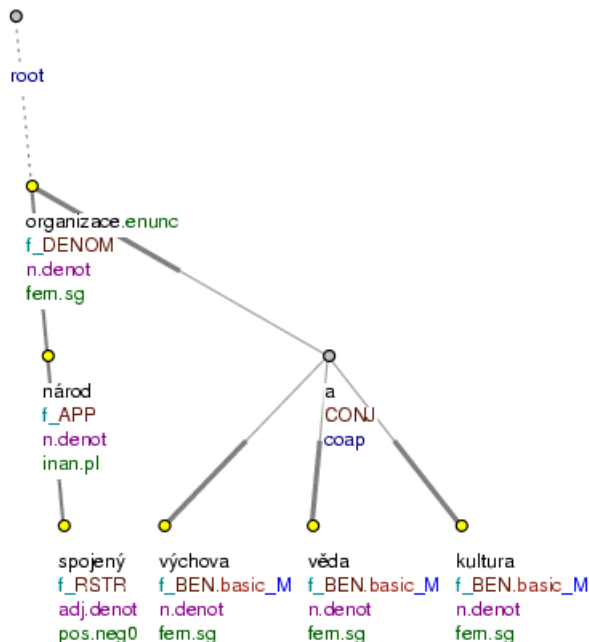 root
organizace.enunc
f_DENOM
n.denot
fem.sg
národ
f_APP
n.denot
inan.pl
a
CONJ
coap
spojený
f_RSTR
adj.denot
pos.neg0
výchova
f_BEN.basic_M
n.denot
fem.sg
věda
f_BEN.basic_M
n.denot
fem.sg
kultura
f_BEN.basic_M
n.denot
fem.sg